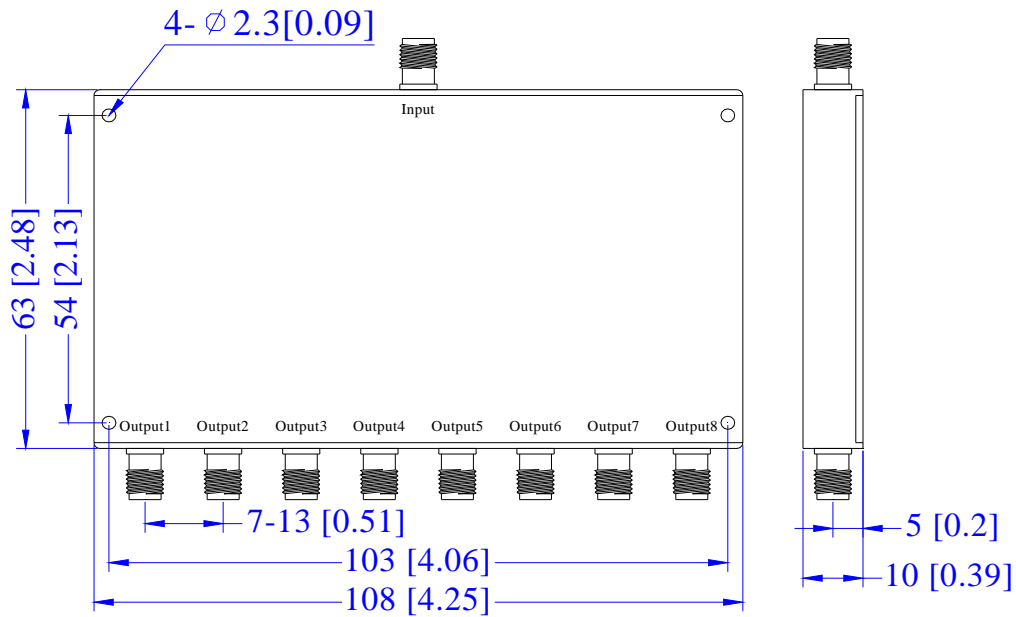 4- ∅ 2.3[0.09]
Input
63 [2.48]
54 [2.13]
Output1 Output2 Output3 Output4 Output5 Output6 Output7 Output8
7-13 [0.51]
5 [0.2]
103 [4.06]
10 [0.39]
108 [4.25]